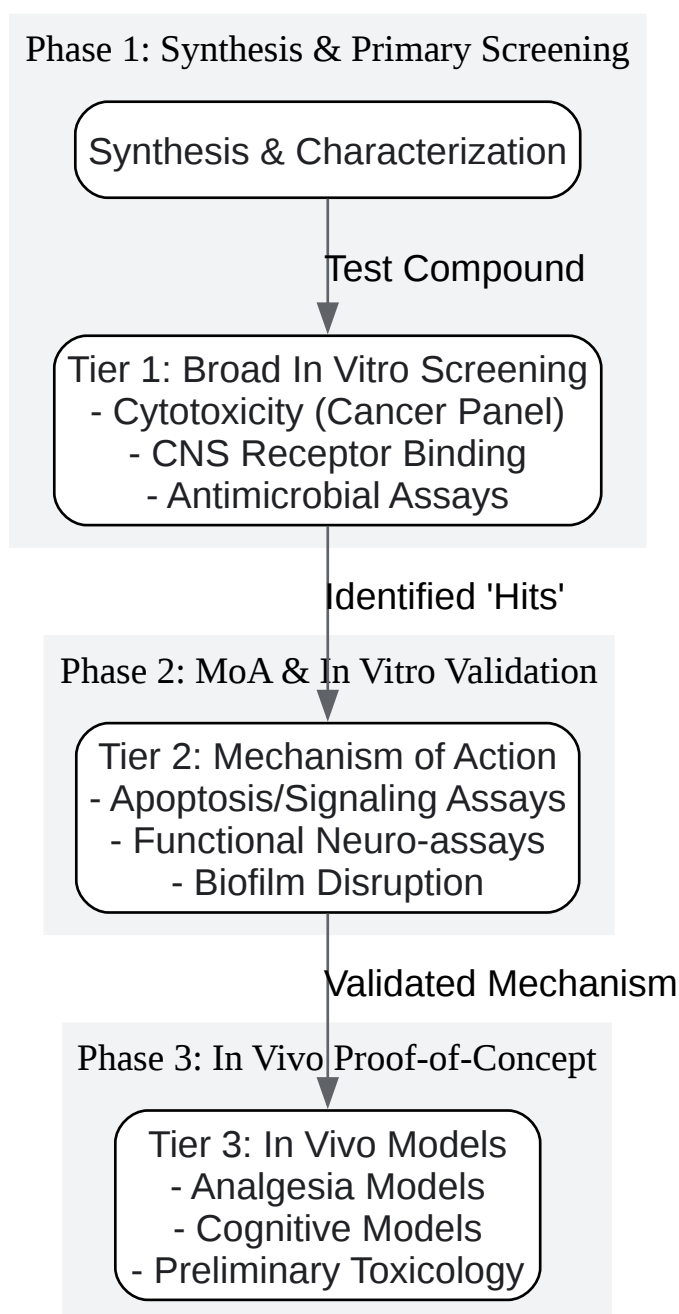 Phase 1: Synthesis & Primary Screening
Synthesis & Characterization
Test Compound
Tier 1: Broad In Vitro Screening
- Cytotoxicity (Cancer Panel)
- CNS Receptor Binding
- Antimicrobial Assays
Identified 'Hits'
Phase 2: MoA & In Vitro Validation
Tier 2: Mechanism of Action
- Apoptosis/Signaling Assays
- Functional Neuro-assays
- Biofilm Disruption
Validated Mechanism
Phase 3: In Vivo Proof-of-Concept
Tier 3: In Vivo Models
- Analgesia Models
- Cognitive Models
- Preliminary Toxicology